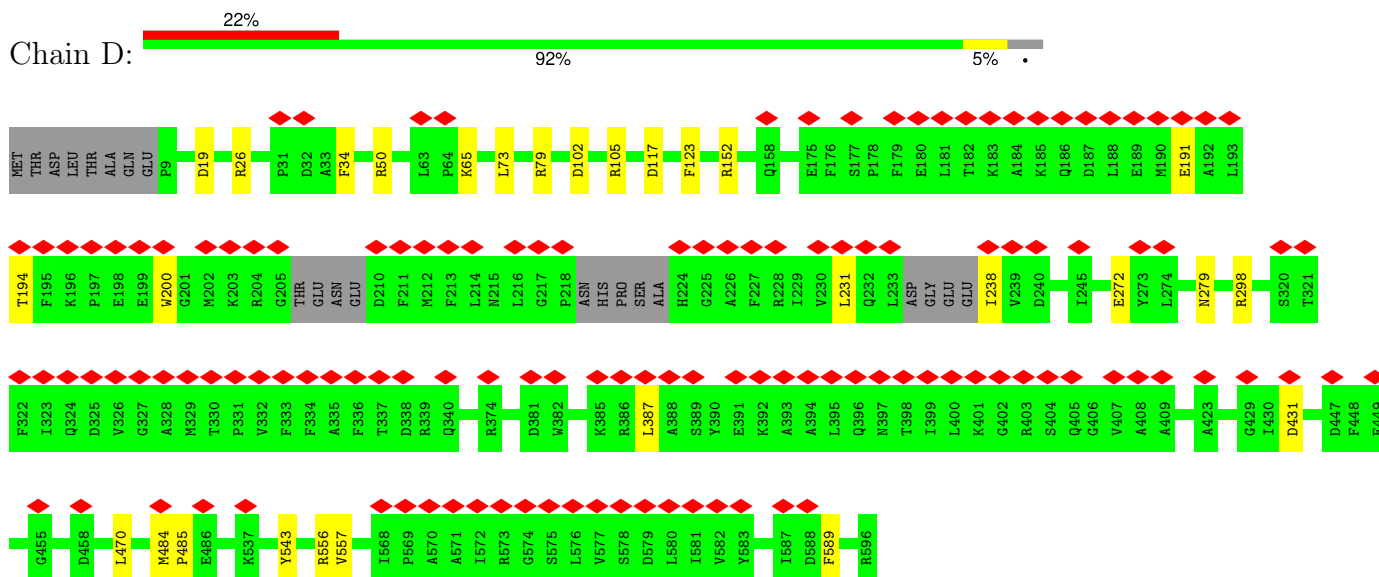 22%
Chain D:
92% 5% •
MET THR ASP LEU THR ALA GLN GLU P9 D19 R26 P31 D32 A33 F34 R50 L63 P64 K65 L73 R79 D102 R105 D117 F123 R152 Q158 E175 F176 S177 P178 F179 E180 L181 T182 K183 A184 K185 Q186 D187 L188 E189 M190 E191 A192 L193
T194 F195 K196 P197 E198 E199 W200 G201 M202 K203 R204 G205 THR GLU ASN GLU D210 F211 M212 F213 L214 N215 L216 G217 P218 ASN HIS PRO SER ALA H224 G225 A226 F227 R228 I229 V230 L231 Q232 L233 ASP GLY GLU GLU I238 V239 D240 I245 E272 Y273 L274 N279 R298 S320 T321
F322 I323 Q324 D325 V326 G327 A328 M329 T330 P331 V332 F333 F334 A335 F336 T337 D338 R339 Q340 R374 D381 W382 K385 R386 L387 A388 S389 Y390 E391 K392 A393 A394 L395 Q396 N397 T398 I399 L400 K401 G402 R403 S404 Q405 G406 V407 A408 A409 A423 G429 I430 D431 D447 F448 E449
G455 D458 L470 M484 P485 E486 K537 Y543 R556 V557 I568 P569 A570 A571 I572 R573 G574 S575 L576 V577 S578 D579 L580 I581 V582 Y583 I587 D588 F589 R596